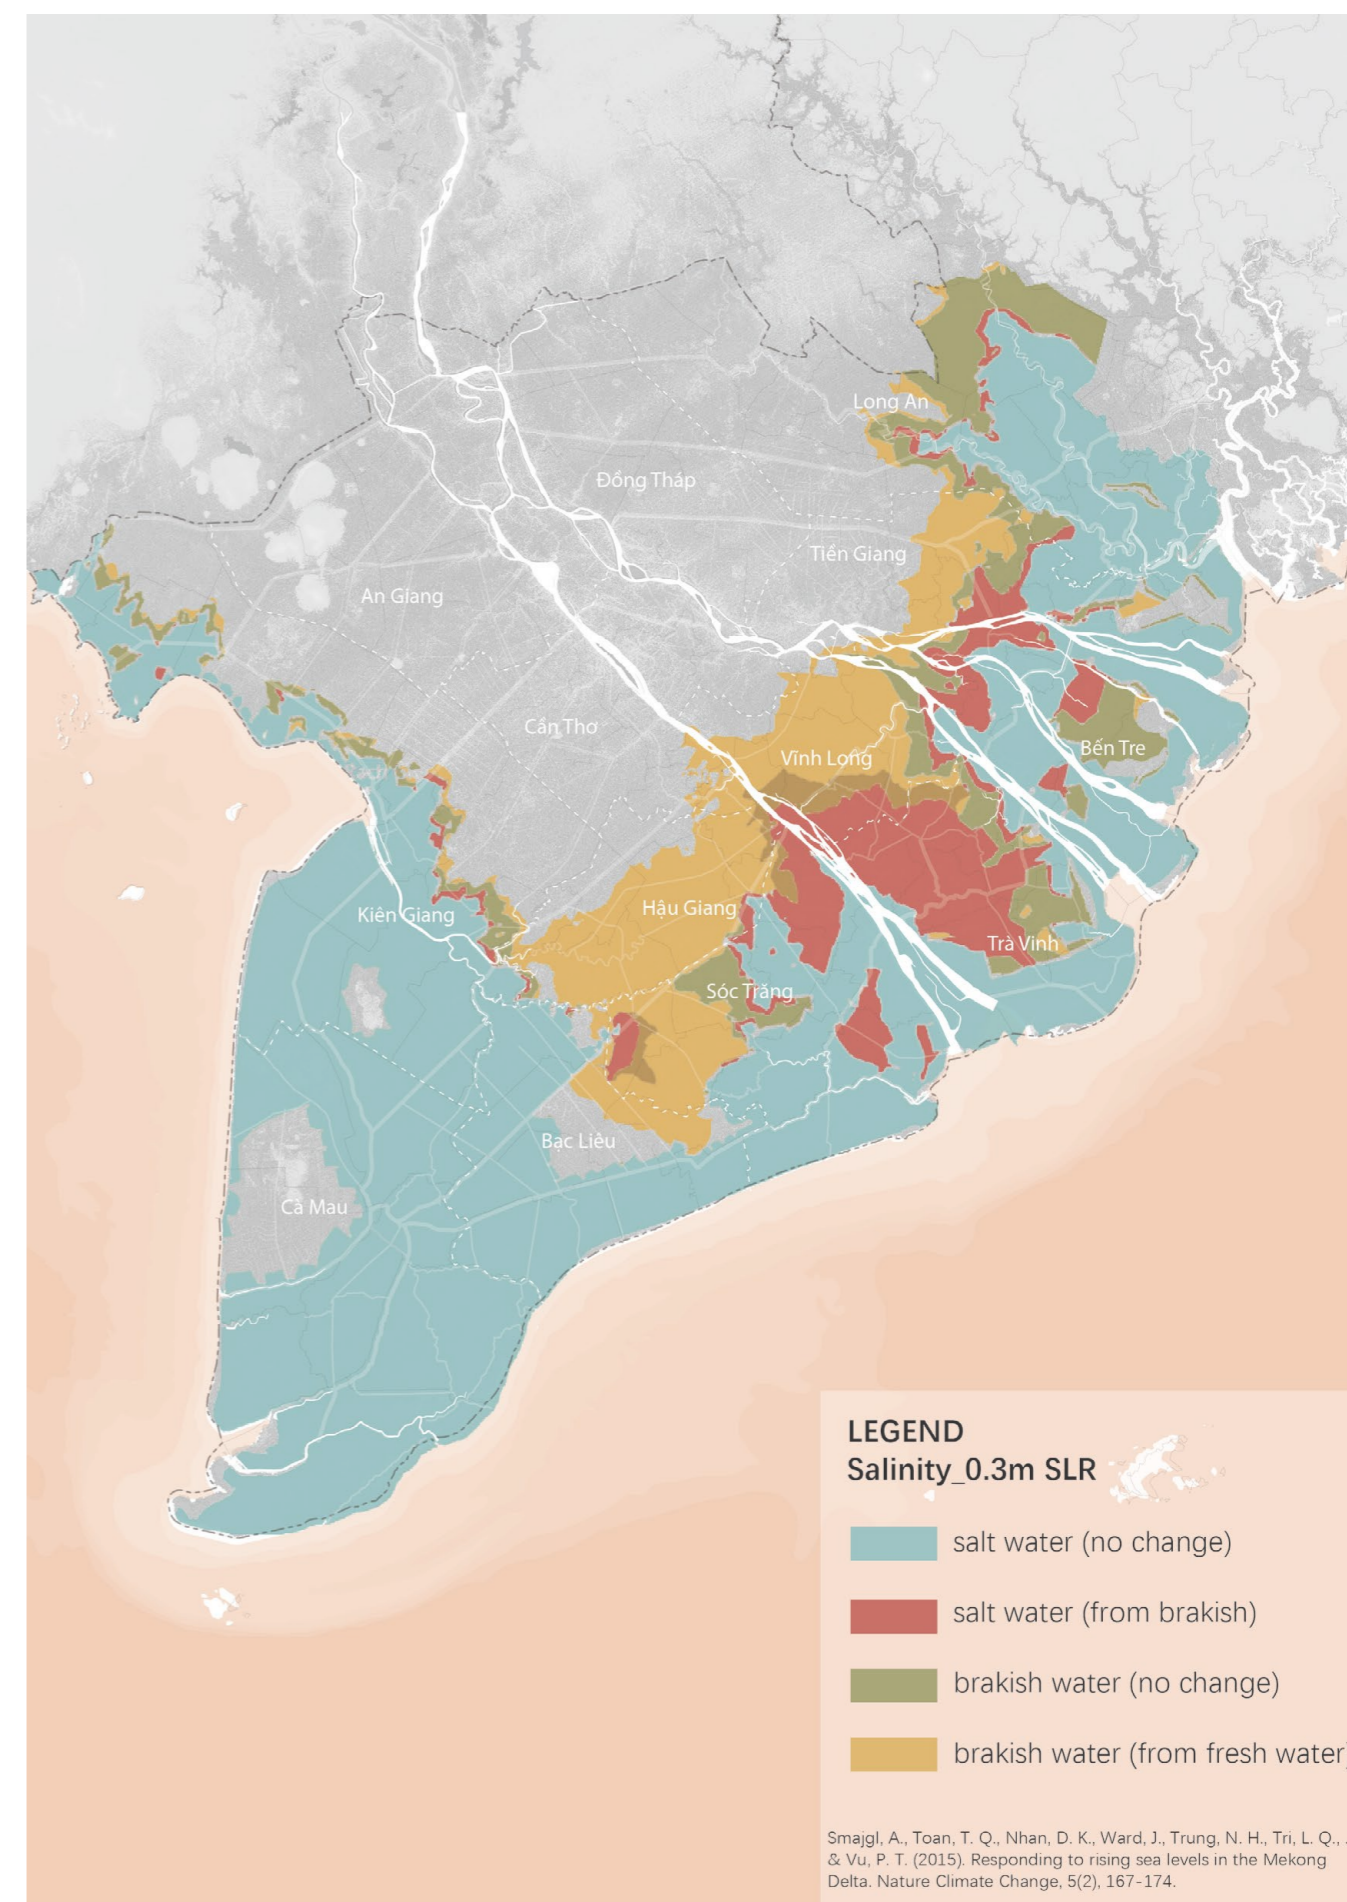 Long An
Đồng Tháp
Tiền Giang
An Giang
Cần Thơ
Bến Tre
Vĩnh Long
Rạch Giá
Hậu Giang
Kiên Giang
Trà Vinh
Sóc Trăng
Bạc Liêu
Cà Mau
LEGEND
Salinity_0.3m SLR
salt water (no change)
salt water (from brakish)
brakish water (no change)
brakish water (from fresh water)
Smajgl, A., Toan, T. Q., Nhan, D. K., Ward, J., Trung, N. H., Tri, L. Q., .
& Vu, P. T. (2015). Responding to rising sea levels in the Mekong
Delta. Nature Climate Change, 5(2), 167-174.